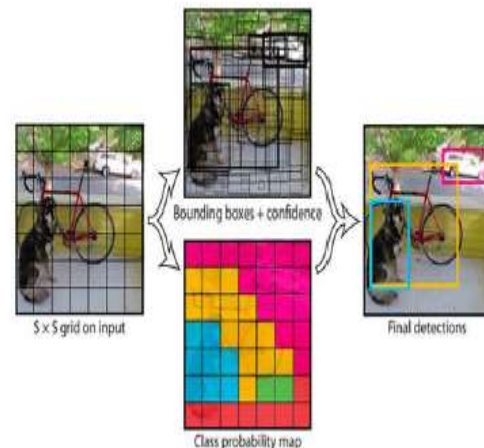 Bounding boxes + confidence
S × S grid on input
Final detections
Class probability map